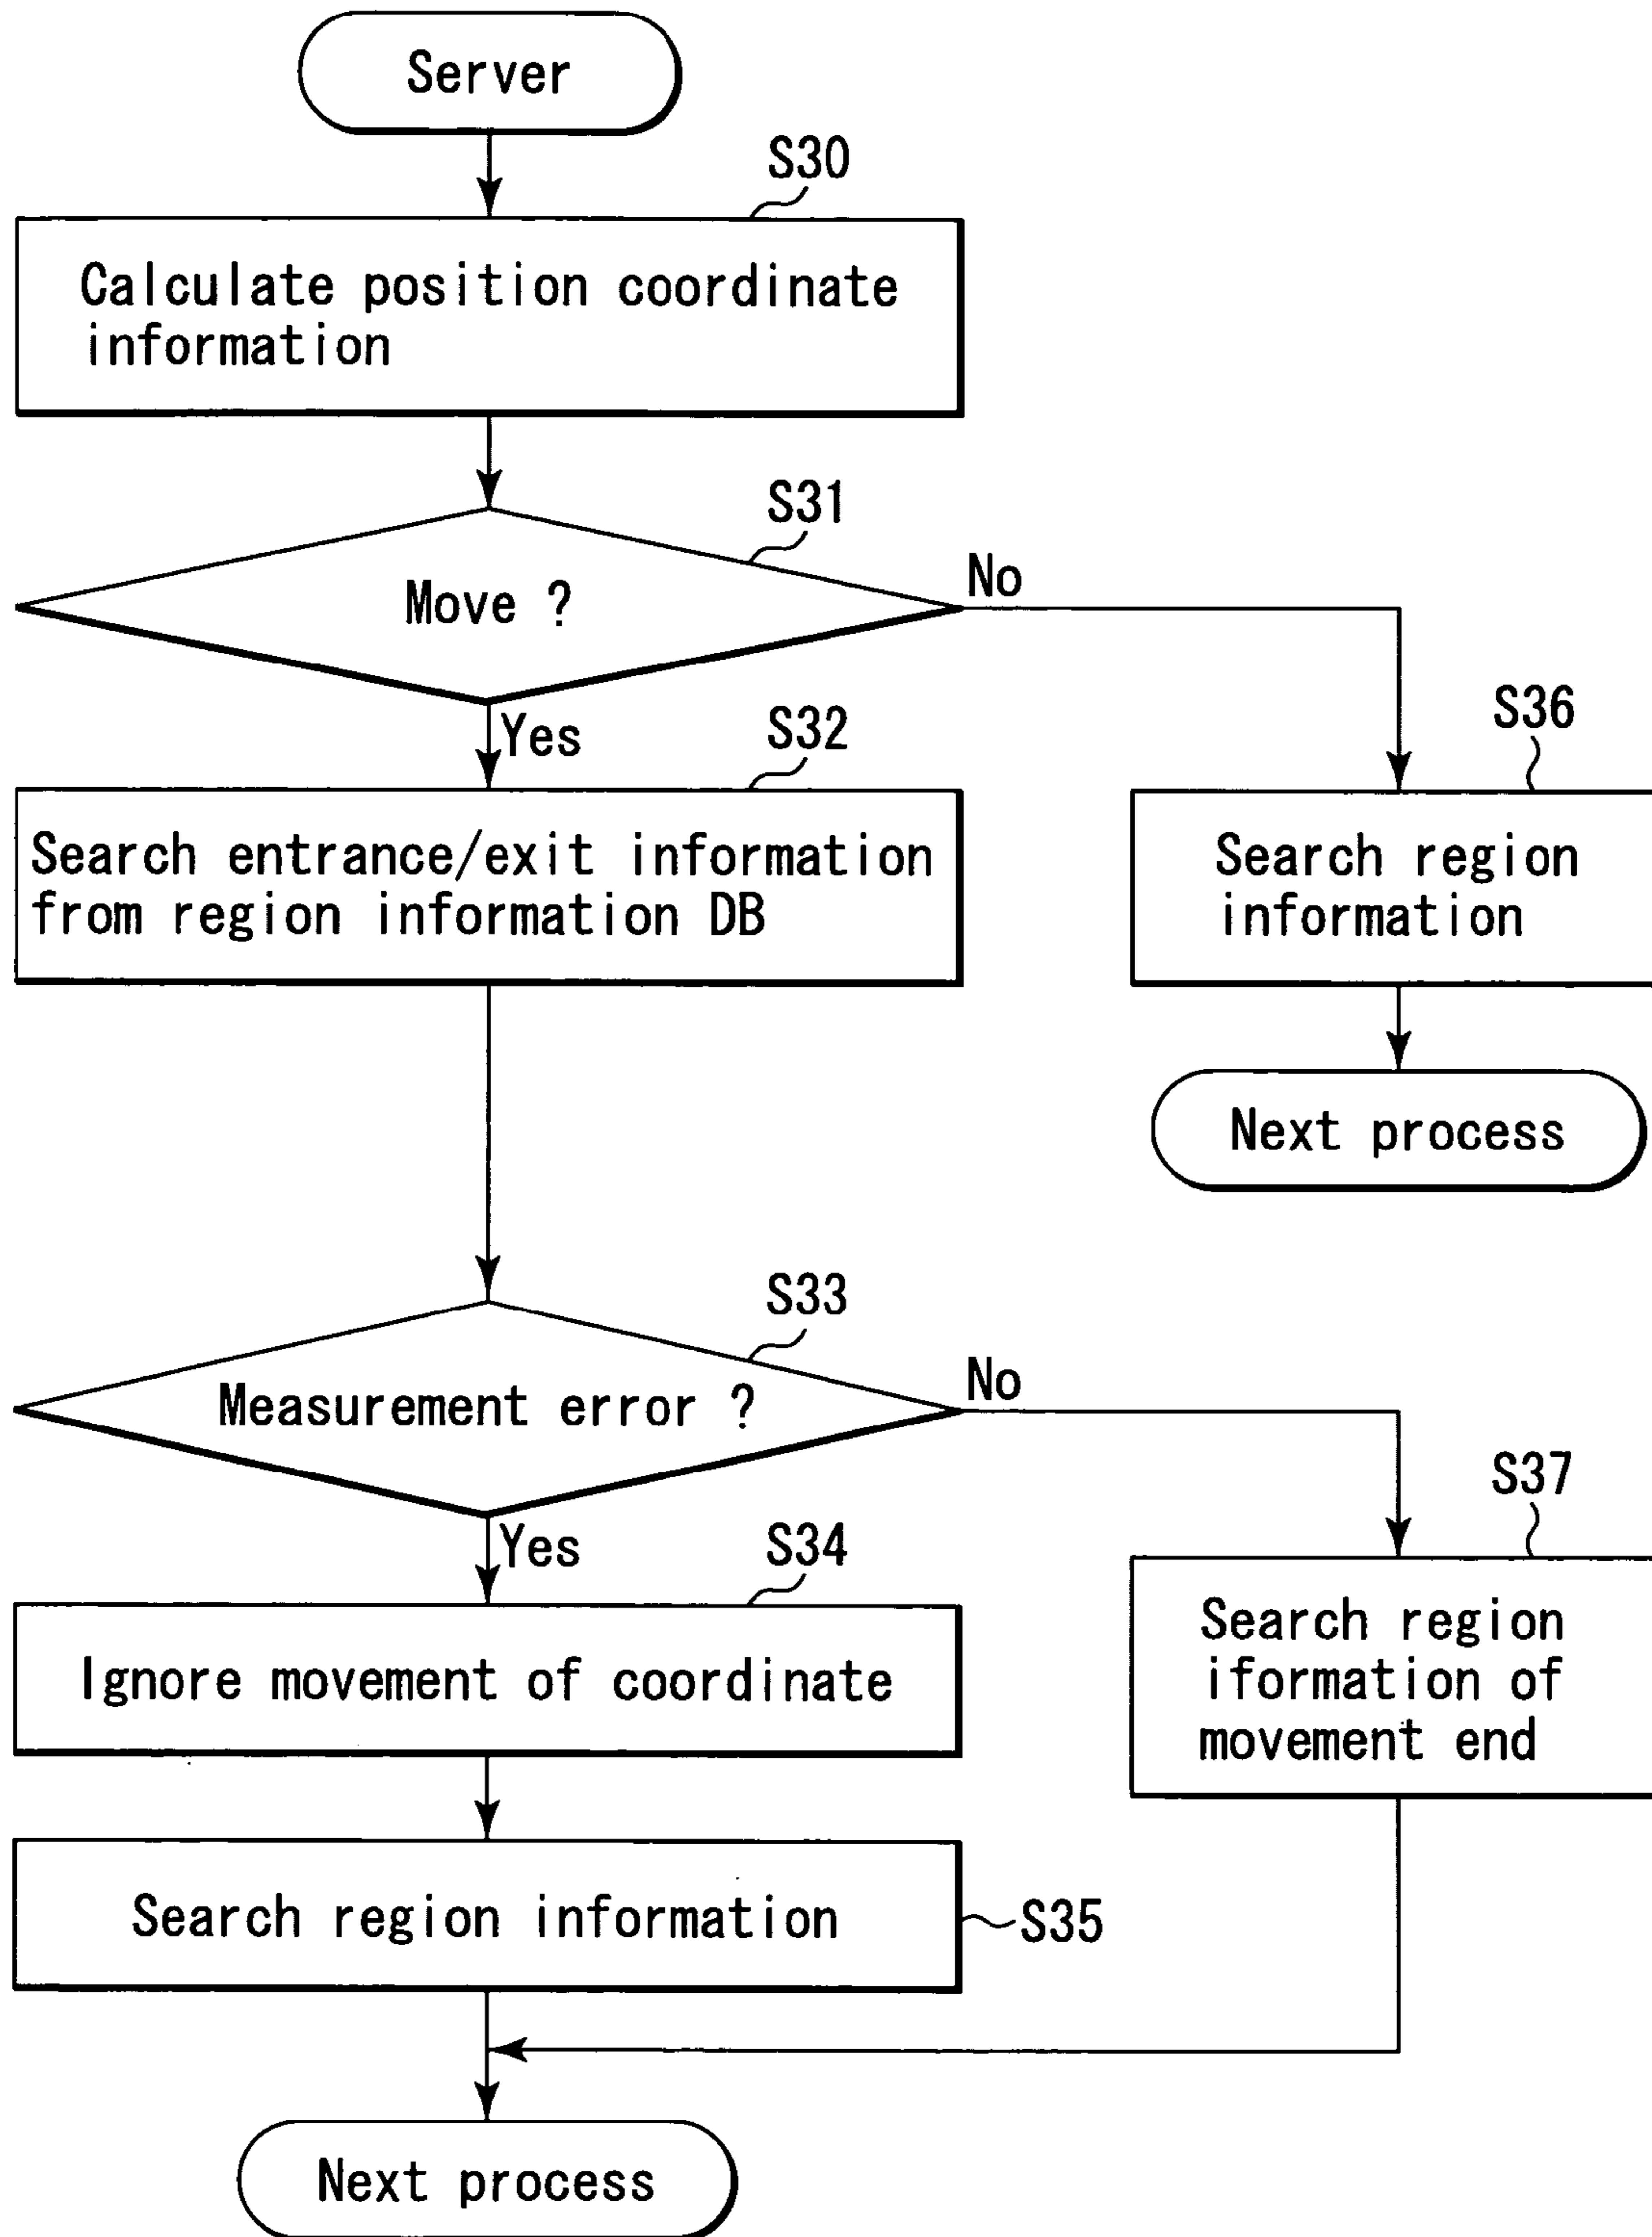 Server
S30
Calculate position coordinate
information
S31
Move ?
No
Yes
S32
S36
Search entrance/exit information
from region information DB
Search region
information
Next process
S33
Measurement error ?
No
Yes
S34
S37
Ignore movement of coordinate
Search region
iformation of
movement end
Search region information
S35
Next process